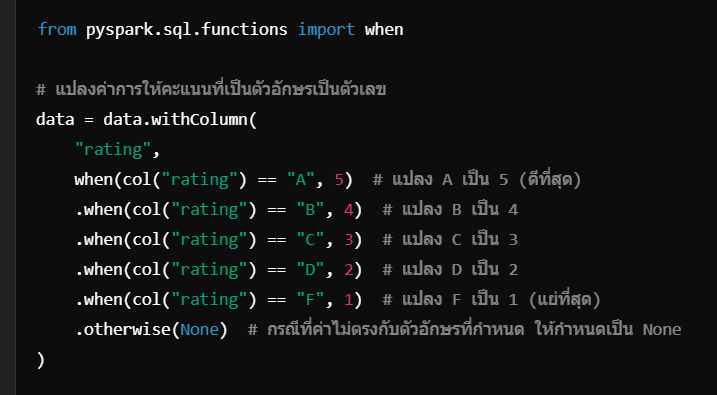 from pyspark.sql.functions import when
# แปลงค่าการให้คะแนนที่เป็นตัวอักษรเป็นตัวเลข
data = data.withColumn(
    "rating",
    when(col("rating") == "A", 5)  # แปลง A เป็น 5 (ดีที่สุด)
    .when(col("rating") == "B", 4)  # แปลง B เป็น 4
    .when(col("rating") == "C", 3)  # แปลง C เป็น 3
    .when(col("rating") == "D", 2)  # แปลง D เป็น 2
    .when(col("rating") == "F", 1)  # แปลง F เป็น 1 (แย่ที่สุด)
    .otherwise(None)  # กรณีที่ค่าไม่ตรงกับตัวอักษรที่กำหนด ให้กำหนดเป็น None
)